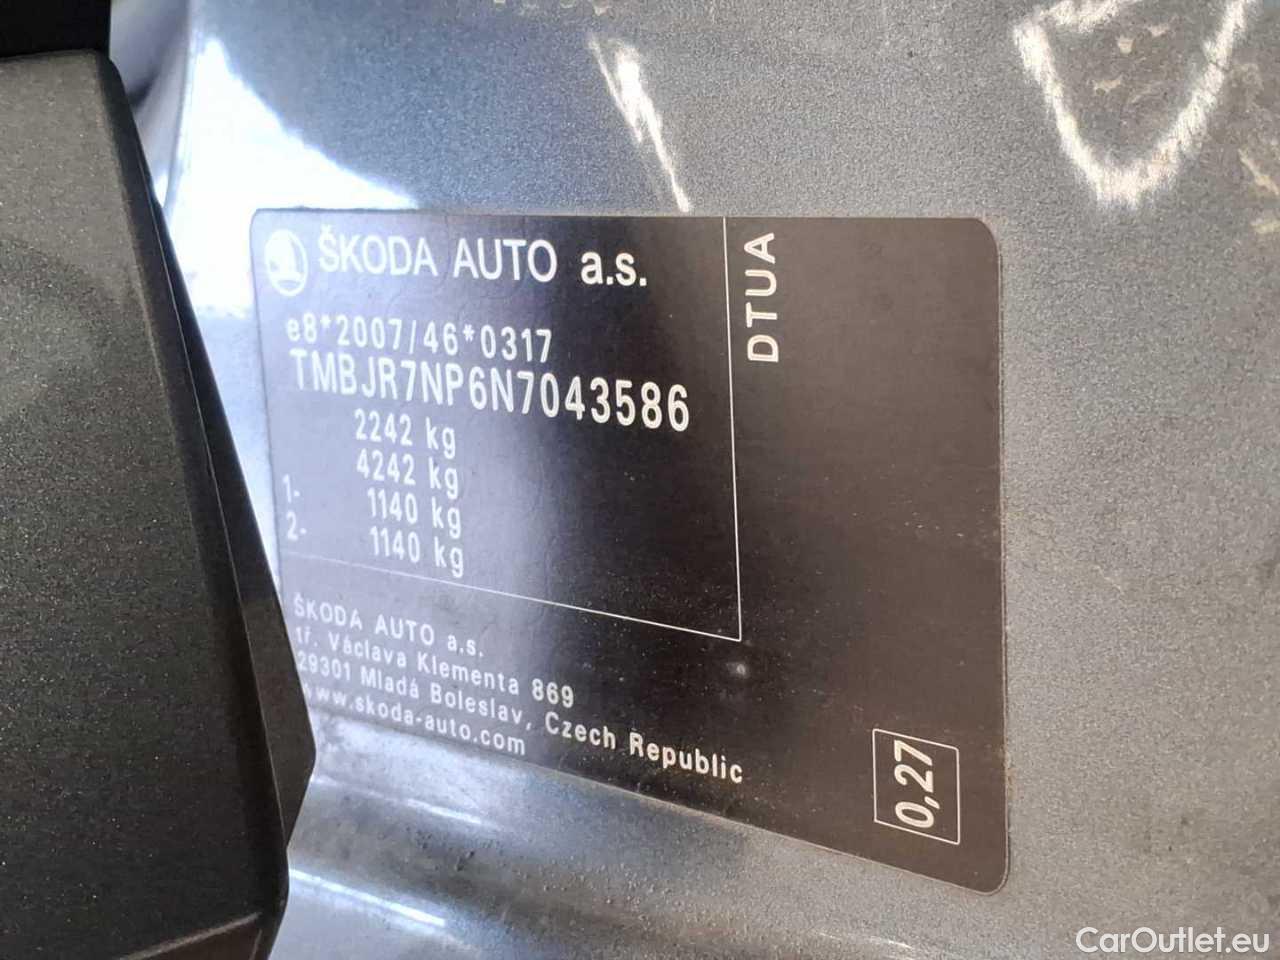 ŠKODA AUTO a.s.
e8*2007/46*0317
TMBJR7NP6N7043586
2242 kg
4242 kg
1- 1140 kg
2- 1140 kg
DTUA
ŠKODA AUTO a.s.
tř. Václava Klementa 869
29301 Mladá Boleslav, Czech Republic
www.skoda-auto.com
0,27
CarOutlet.eu